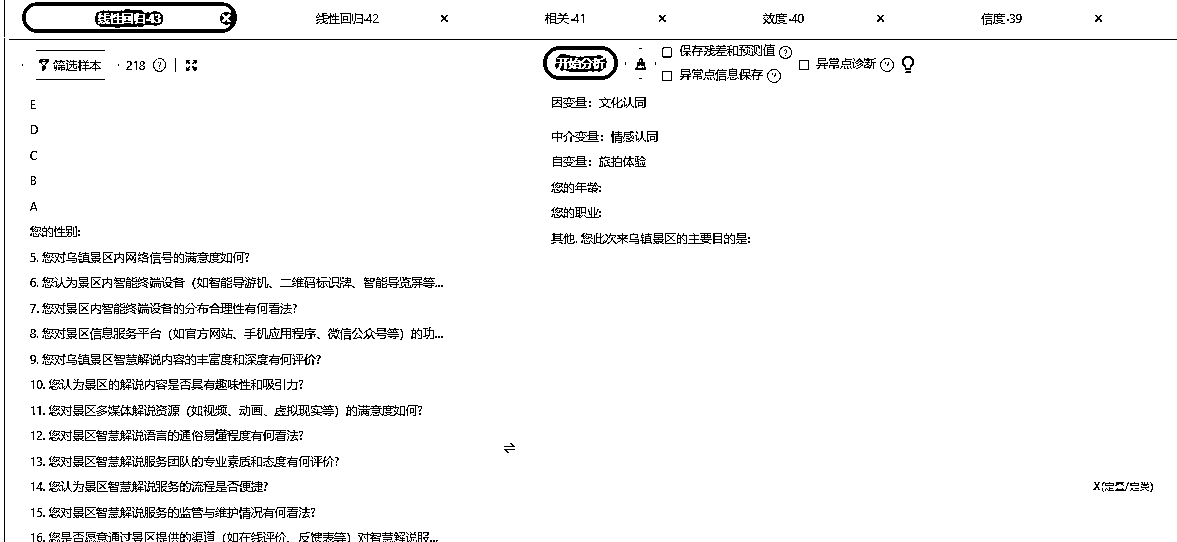 线性回归-43
线性回归-42
相关-41
效度-40
信度-39
筛选样本 218
开始分析
保存残差和预测值
异常点信息保存
异常点诊断
E
D
C
B
A
您的性别:
5. 您对乌镇景区内网络信号的满意度如何?
6. 您认为景区内智能终端设备（如智能导游机、二维码标识牌、智能导览屏等...
7. 您对景区内智能终端设备的分布合理性有何看法?
8. 您对景区信息服务平台（如官方网站、手机应用程序、微信公众号等）的功...
9. 您对乌镇景区智慧解说内容的丰富度和深度有何评价?
10. 您认为景区的解说内容是否具有趣味性和吸引力?
11. 您对景区多媒体解说资源（如视频、动画、虚拟现实等）的满意度如何?
12. 您对景区智慧解说语言的通俗易懂程度有何看法?
13. 您对景区智慧解说服务团队的专业素质和态度有何评价?
14. 您认为景区智慧解说服务的流程是否便捷?
15. 您对景区智慧解说服务的监管与维护情况有何看法?
16. 您是否愿意通过景区提供的渠道（如在线评价、反馈表等）对智慧解说服...
因变量：文化认同
中介变量：情感认同
自变量：旅拍体验
您的年龄:
您的职业:
其他. 您此次来乌镇景区的主要目的是:
X(定量/定类)